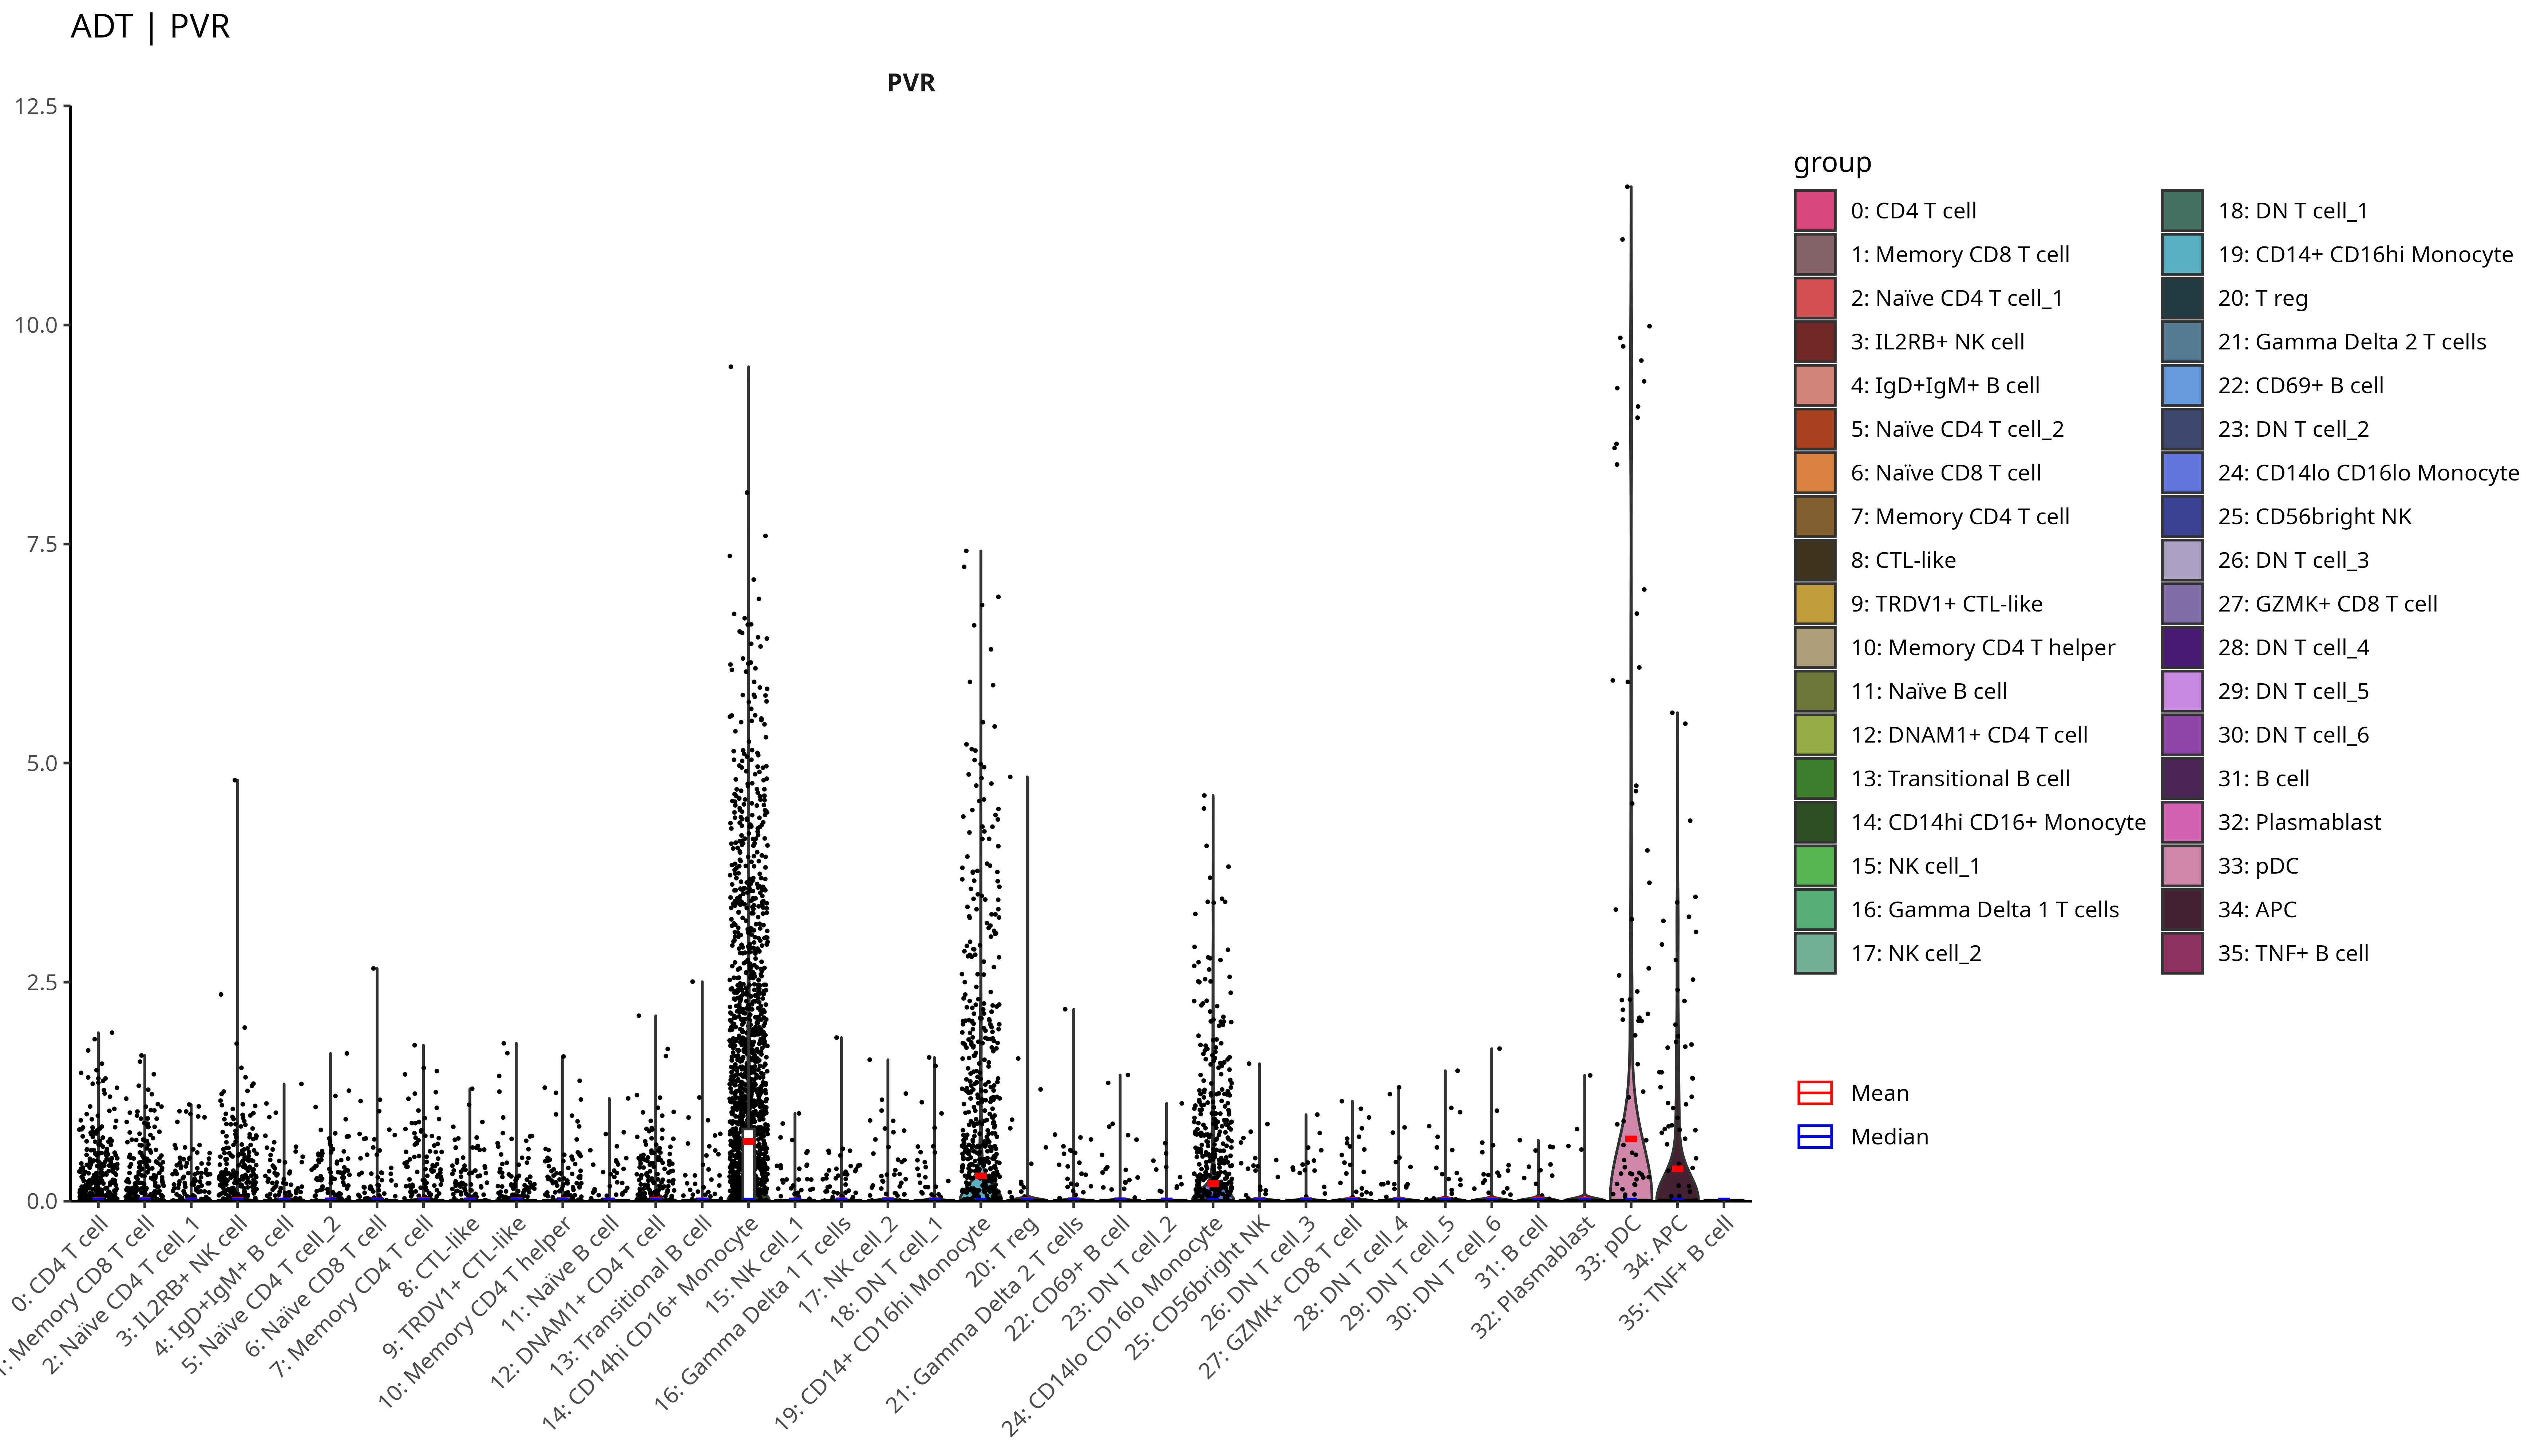 ADT | PVR
PVR
12.5
10.0
7.5
5.0
2.5
0.0
0: CD4 T cell
1: Memory CD8 T cell
2: Naïve CD4 T cell_1
3: IL2RB+ NK cell
4: IgD+IgM+ B cell
5: Naïve CD4 T cell_2
6: Naïve CD8 T cell
7: Memory CD4 T cell
8: CTL-like
9: TRDV1+ CTL-like
10: Memory CD4 T helper
11: Naïve B cell
12: DNAM1+ CD4 T cell
13: Transitional B cell
14: CD14hi CD16+ Monocyte
15: NK cell_1
16: Gamma Delta 1 T cells
17: NK cell_2
18: DN T cell_1
19: CD14+ CD16hi Monocyte
20: T reg
21: Gamma Delta 2 T cells
22: CD69+ B cell
23: DN T cell_2
24: CD14lo CD16lo Monocyte
25: CD56bright NK
26: DN T cell_3
27: GZMK+ CD8 T cell
28: DN T cell_4
29: DN T cell_5
30: DN T cell_6
31: B cell
32: Plasmablast
33: pDC
34: APC
35: TNF+ B cell
group
0: CD4 T cell
1: Memory CD8 T cell
2: Naïve CD4 T cell_1
3: IL2RB+ NK cell
4: IgD+IgM+ B cell
5: Naïve CD4 T cell_2
6: Naïve CD8 T cell
7: Memory CD4 T cell
8: CTL-like
9: TRDV1+ CTL-like
10: Memory CD4 T helper
11: Naïve B cell
12: DNAM1+ CD4 T cell
13: Transitional B cell
14: CD14hi CD16+ Monocyte
15: NK cell_1
16: Gamma Delta 1 T cells
17: NK cell_2
18: DN T cell_1
19: CD14+ CD16hi Monocyte
20: T reg
21: Gamma Delta 2 T cells
22: CD69+ B cell
23: DN T cell_2
24: CD14lo CD16lo Monocyte
25: CD56bright NK
26: DN T cell_3
27: GZMK+ CD8 T cell
28: DN T cell_4
29: DN T cell_5
30: DN T cell_6
31: B cell
32: Plasmablast
33: pDC
34: APC
35: TNF+ B cell
Mean
Median